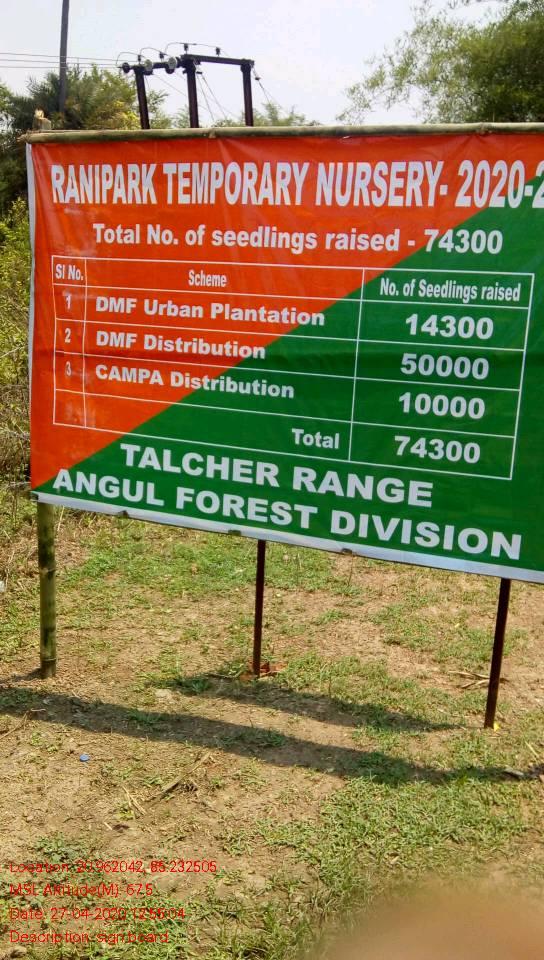 RANIPARK TEMPORARY NURSERY- 2020-2
Total No. of seedlings raised - 74300
Sl No. Scheme No. of Seedlings raised
1 DMF Urban Plantation 14300
2 DMF Distribution 50000
3 CAMPA Distribution 10000
Total 74300
TALCHER RANGE
ANGUL FOREST DIVISION
Location: 20.962042, 85.232505
MSL Altitude(M): 67.5
Date: 27-04-2020 12:55:04
Description: sign board